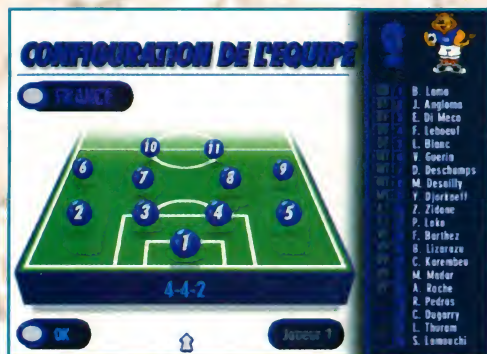 CONFIGURATION DE L'EQUIPE
FRANCE
10 11
6 7 8 9
2 3 4 5
1
4-4-2
OK
Joueur 1
B. Lama
J. Angloma
E. Di Meco
F. Leboeuf
L. Blanc
V. Guerin
D. Deschamps
M. Desailly
Y. Djorkaeff
Z. Zidane
P. Loko
F. Barthez
B. Lizarazu
C. Karembeu
M. Madar
A. Roche
R. Pedros
C. Dugarry
L. Thuram
S. Lamouchi